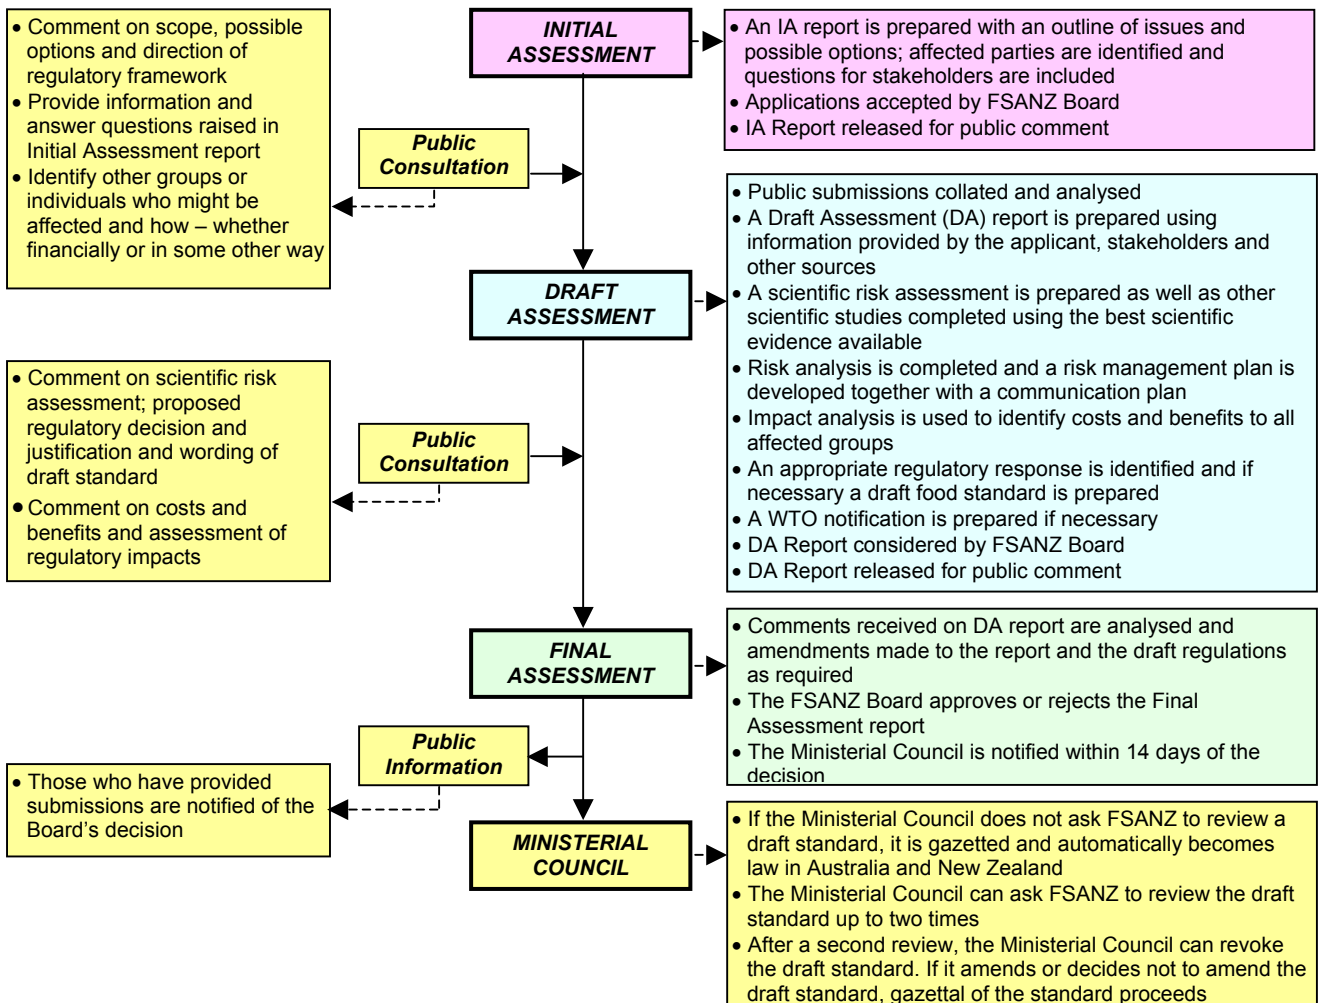 • Comment on scope, possible
options and direction of
regulatory framework
• Provide information and
answer questions raised in
Initial Assessment report
• Identify other groups or
individuals who might be
affected and how – whether
financially or in some other way
INITIAL
ASSESSMENT
• An IA report is prepared with an outline of issues and
possible options; affected parties are identified and
questions for stakeholders are included
• Applications accepted by FSANZ Board
• IA Report released for public comment
Public
Consultation
DRAFT
ASSESSMENT
• Public submissions collated and analysed
• A Draft Assessment (DA) report is prepared using
information provided by the applicant, stakeholders and
other sources
• A scientific risk assessment is prepared as well as other
scientific studies completed using the best scientific
evidence available
• Risk analysis is completed and a risk management plan is
developed together with a communication plan
• Impact analysis is used to identify costs and benefits to all
affected groups
• An appropriate regulatory response is identified and if
necessary a draft food standard is prepared
• A WTO notification is prepared if necessary
• DA Report considered by FSANZ Board
• DA Report released for public comment
• Comment on scientific risk
assessment; proposed
regulatory decision and
justification and wording of
draft standard
• Comment on costs and
benefits and assessment of
regulatory impacts
Public
Consultation
FINAL
ASSESSMENT
• Comments received on DA report are analysed and
amendments made to the report and the draft regulations
as required
• The FSANZ Board approves or rejects the Final
Assessment report
• The Ministerial Council is notified within 14 days of the
decision
Public
Information
• Those who have provided
submissions are notified of the
Board's decision
MINISTERIAL
COUNCIL
• If the Ministerial Council does not ask FSANZ to review a
draft standard, it is gazetted and automatically becomes
law in Australia and New Zealand
• The Ministerial Council can ask FSANZ to review the draft
standard up to two times
• After a second review, the Ministerial Council can revoke
the draft standard. If it amends or decides not to amend the
draft standard, gazettal of the standard proceeds